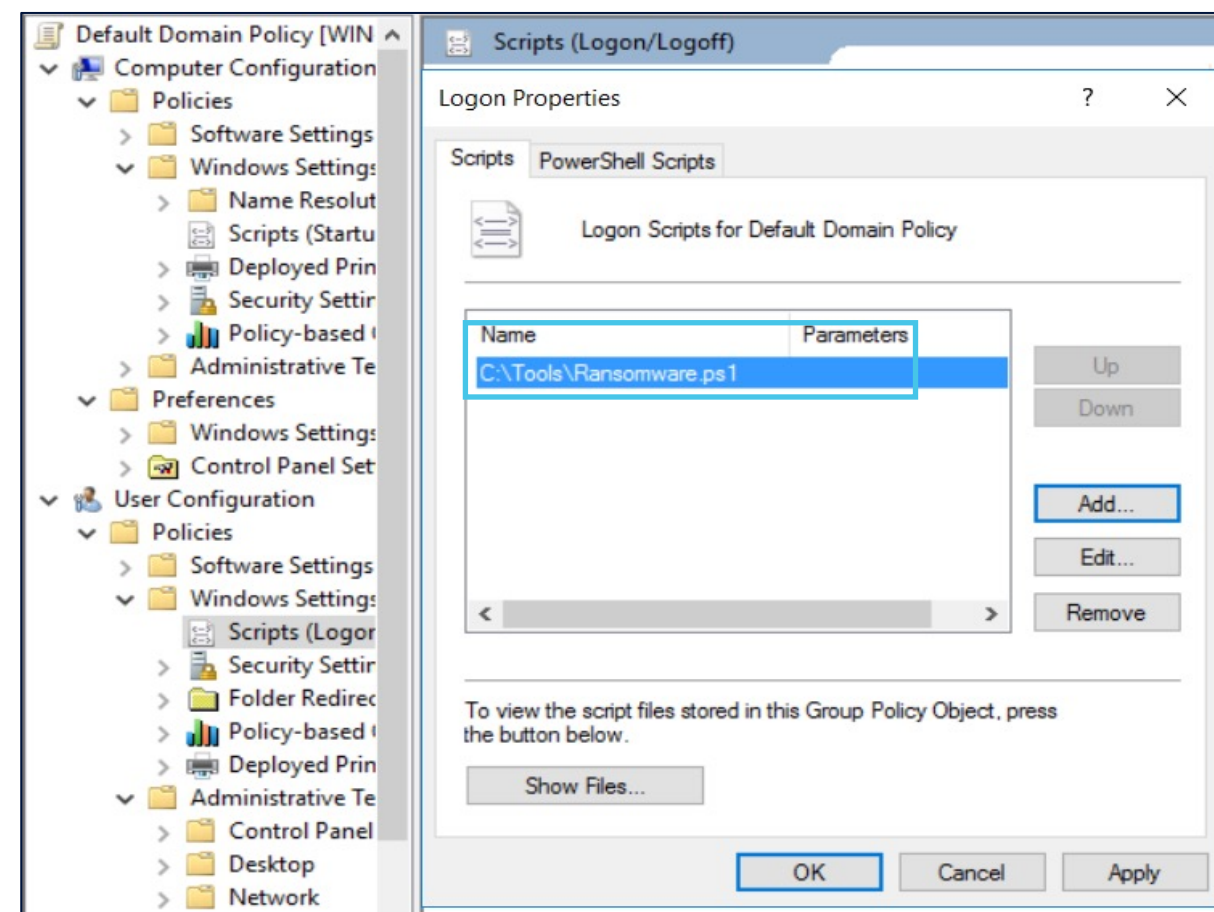 Default Domain Policy [WIN
Computer Configuration
Policies
Software Settings
Windows Settings
Name Resolut
Scripts (Startu
Deployed Prin
Security Settin
Policy-based
Administrative Te
Preferences
Windows Settings
Control Panel Set
User Configuration
Policies
Software Settings
Windows Settings
Scripts (Logon
Security Settin
Folder Redirec
Policy-based
Deployed Prin
Administrative Te
Control Panel
Desktop
Network
Scripts (Logon/Logoff)
Logon Properties ?
Scripts PowerShell Scripts
Logon Scripts for Default Domain Policy
Name Parameters
C:\Tools\Ransomware.ps1
Up
Down
Add...
Edit...
Remove
To view the script files stored in this Group Policy Object, press
the button below.
Show Files...
OK Cancel Apply